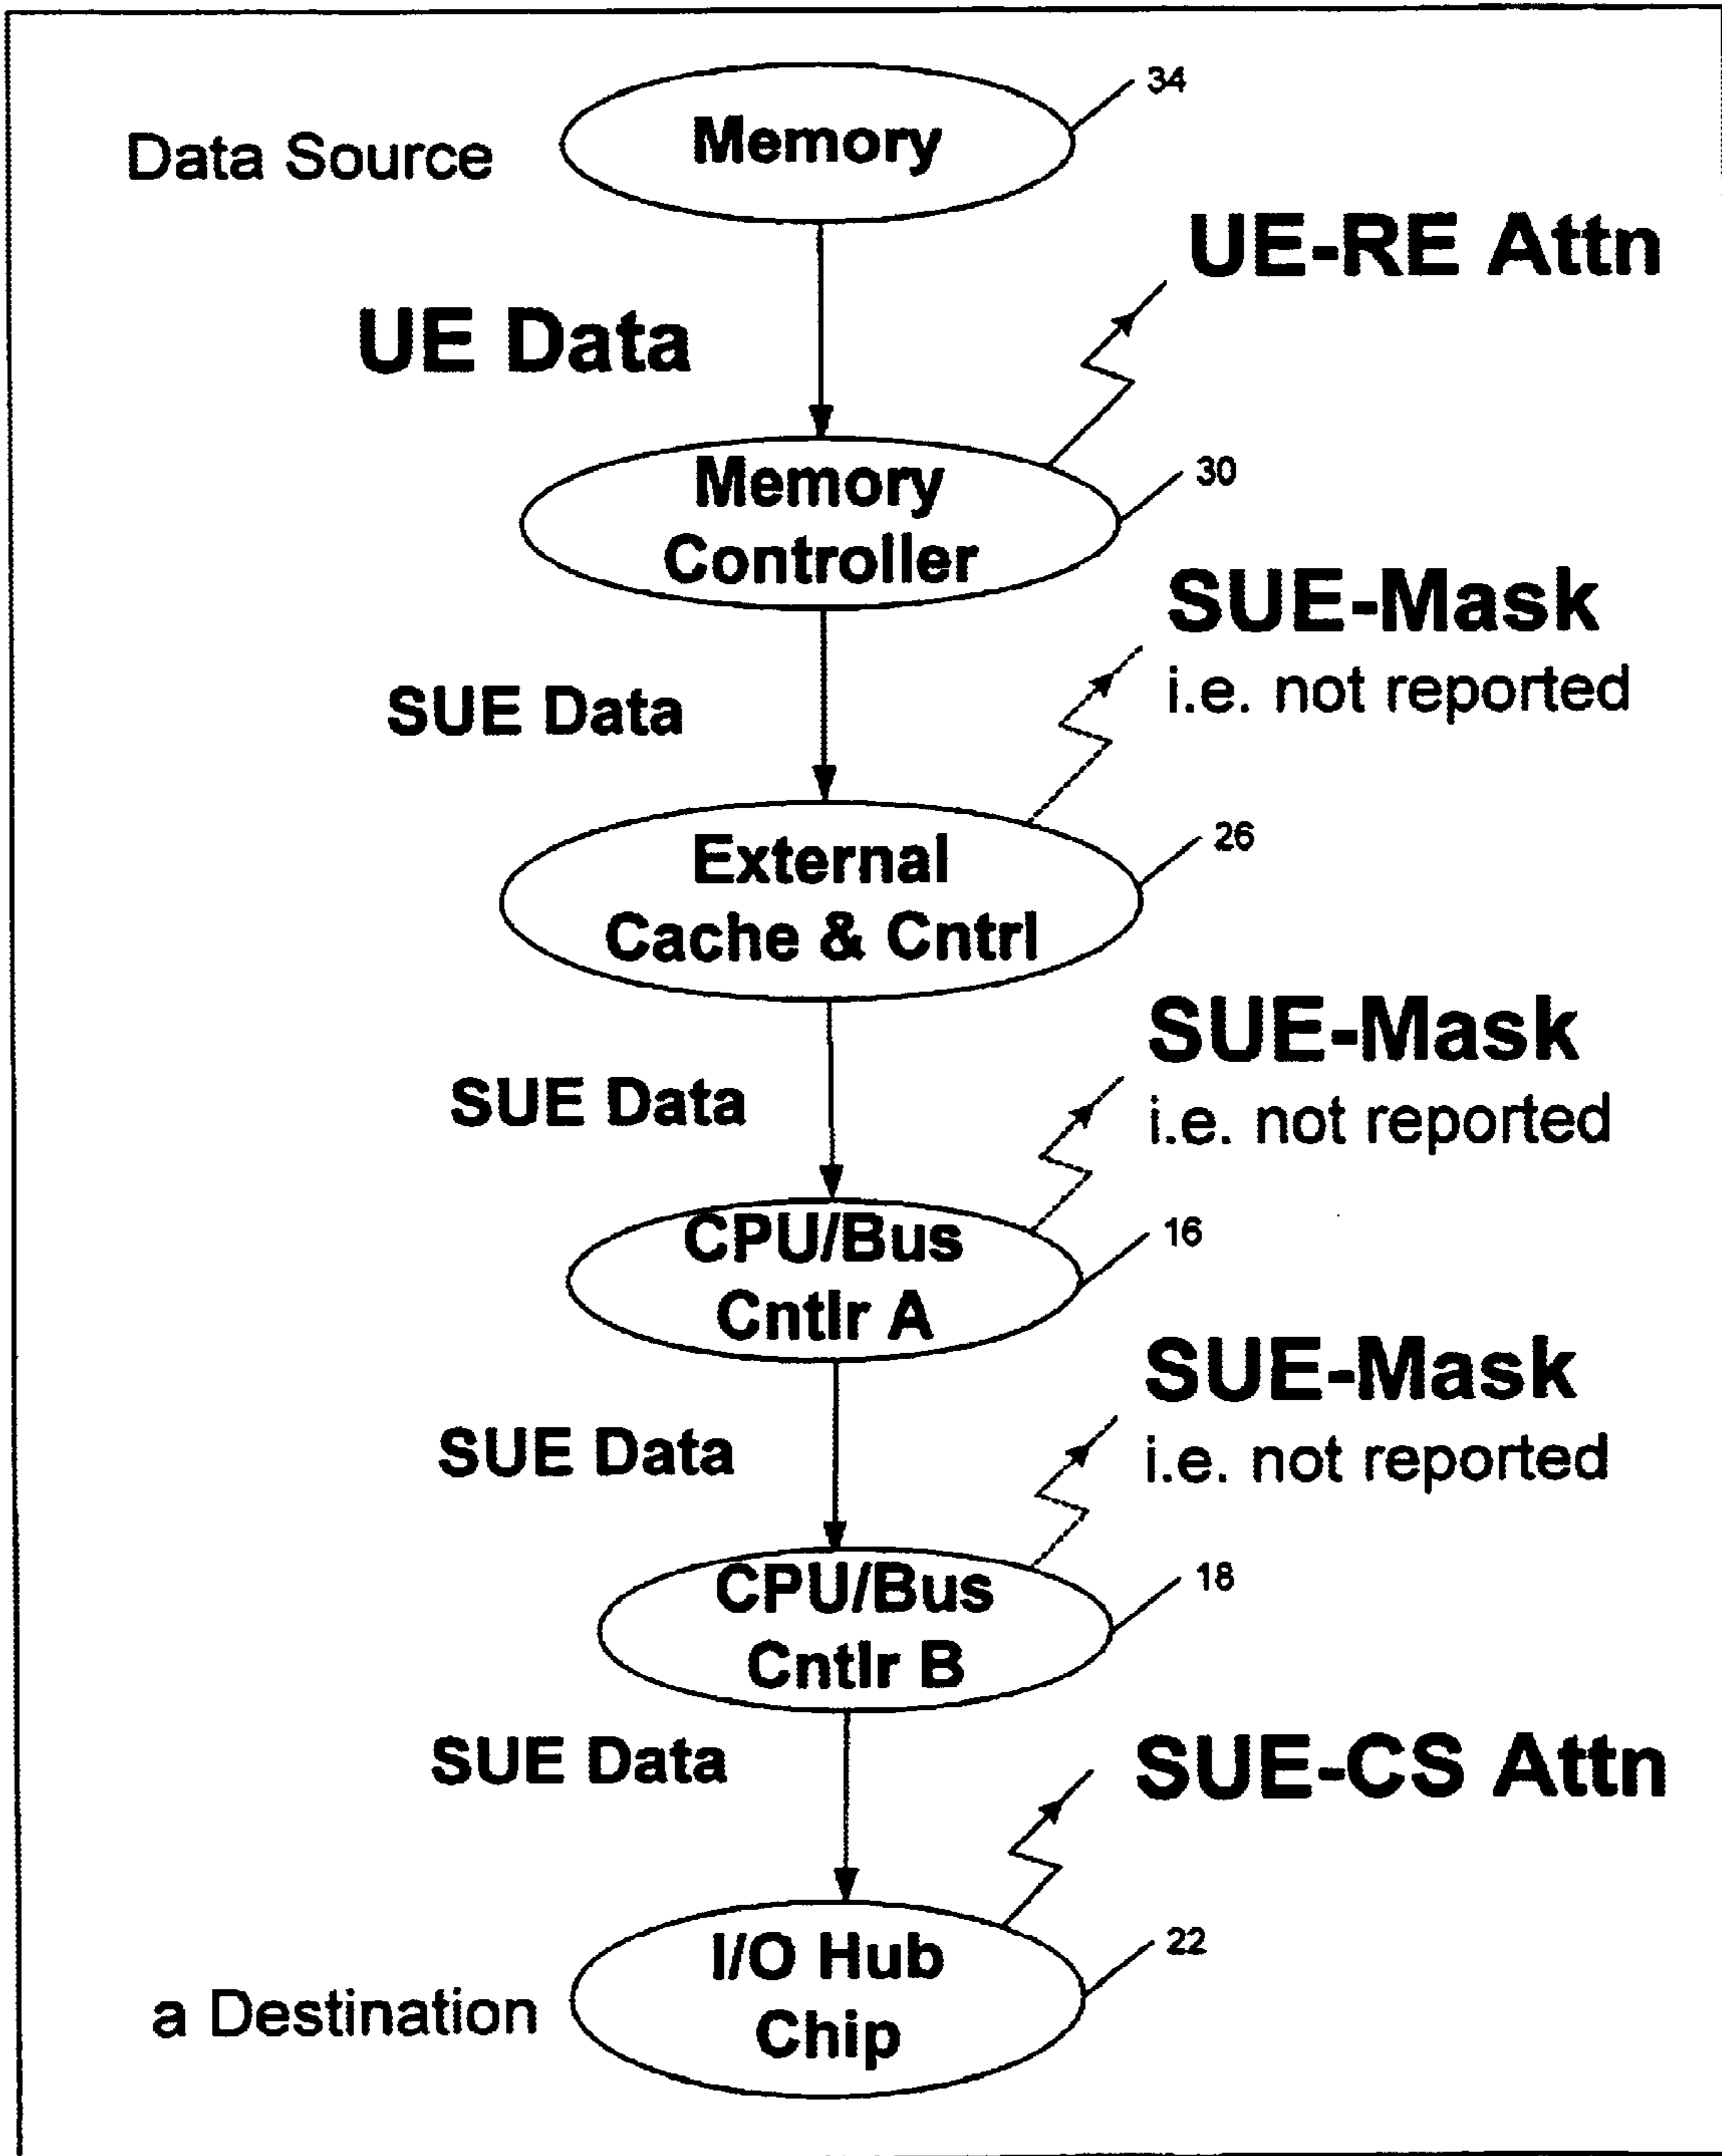 34
Data Source
Memory
UE-RE Attn
UE Data
Memory
Controller
30
SUE-Mask
i.e. not reported
SUE Data
External
Cache & Cntrl
26
SUE-Mask
i.e. not reported
SUE Data
CPU/Bus
Cntlr A
16
SUE-Mask
i.e. not reported
SUE Data
CPU/Bus
Cntlr B
18
SUE Data
SUE-CS Attn
I/O Hub
Chip
22
a Destination